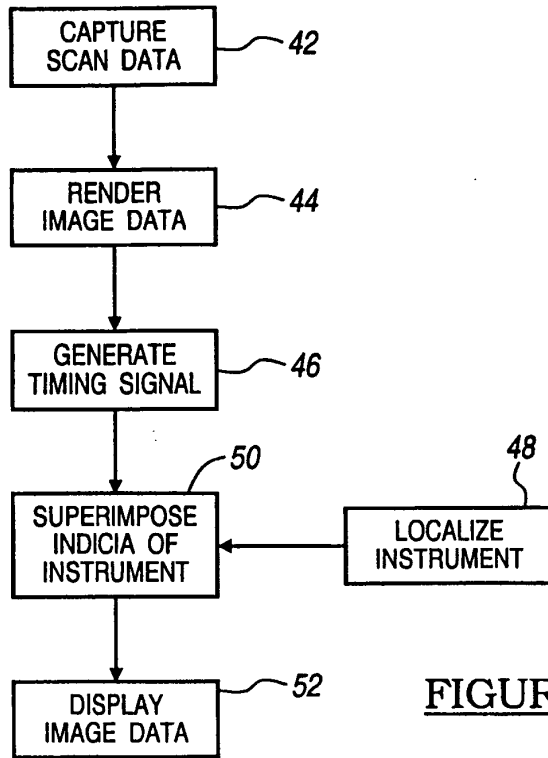 CAPTURE
SCAN DATA
42
RENDER
IMAGE DATA
44
GENERATE
TIMING SIGNAL
46
50
SUPERIMPOSE
INDICIA OF
INSTRUMENT
48
LOCALIZE
INSTRUMENT
52
DISPLAY
IMAGE DATA
FIGUR